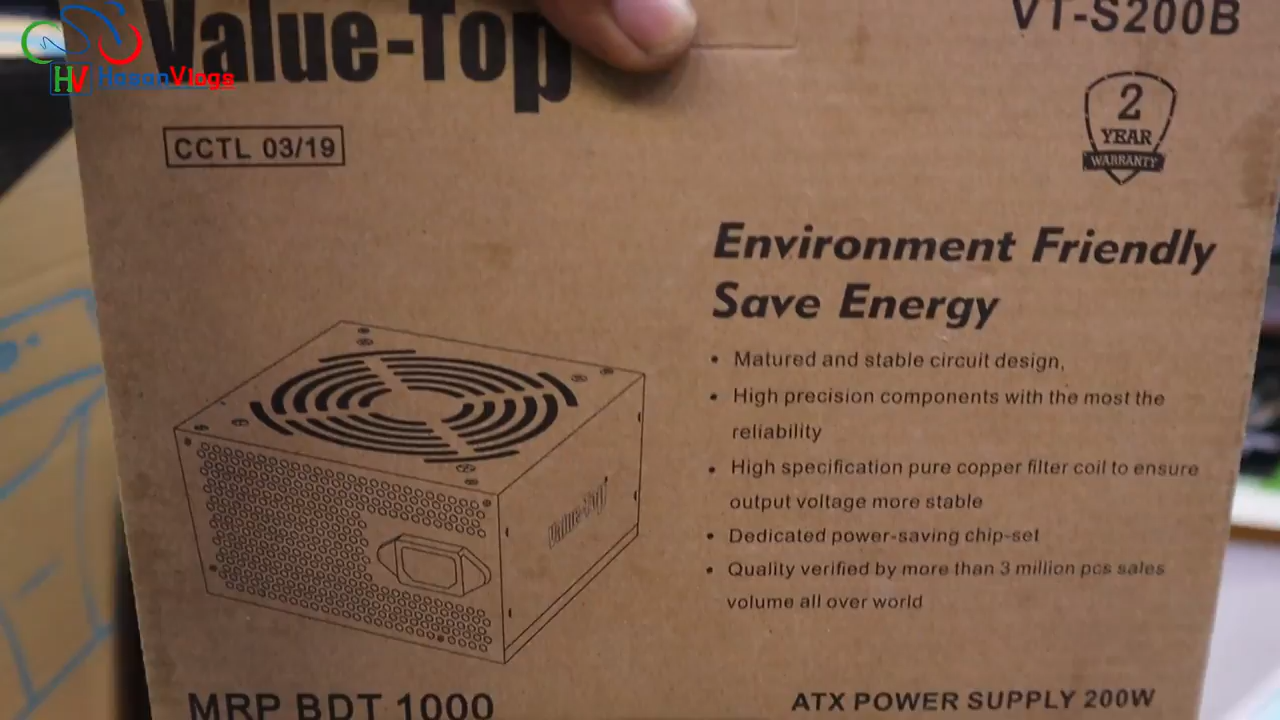 Value-Top
VT-S200B
HV HasanVlogs
CCTL 03/19
2
YEAR
WARRANTY
Environment Friendly
Save Energy
• Matured and stable circuit design,
• High precision components with the most the
reliability
• High specification pure copper filter coil to ensure
output voltage more stable
• Dedicated power-saving chip-set
• Quality verified by more than 3 million pcs sales
volume all over world
Value-Top
MRP BDT 1000
ATX POWER SUPPLY 200W